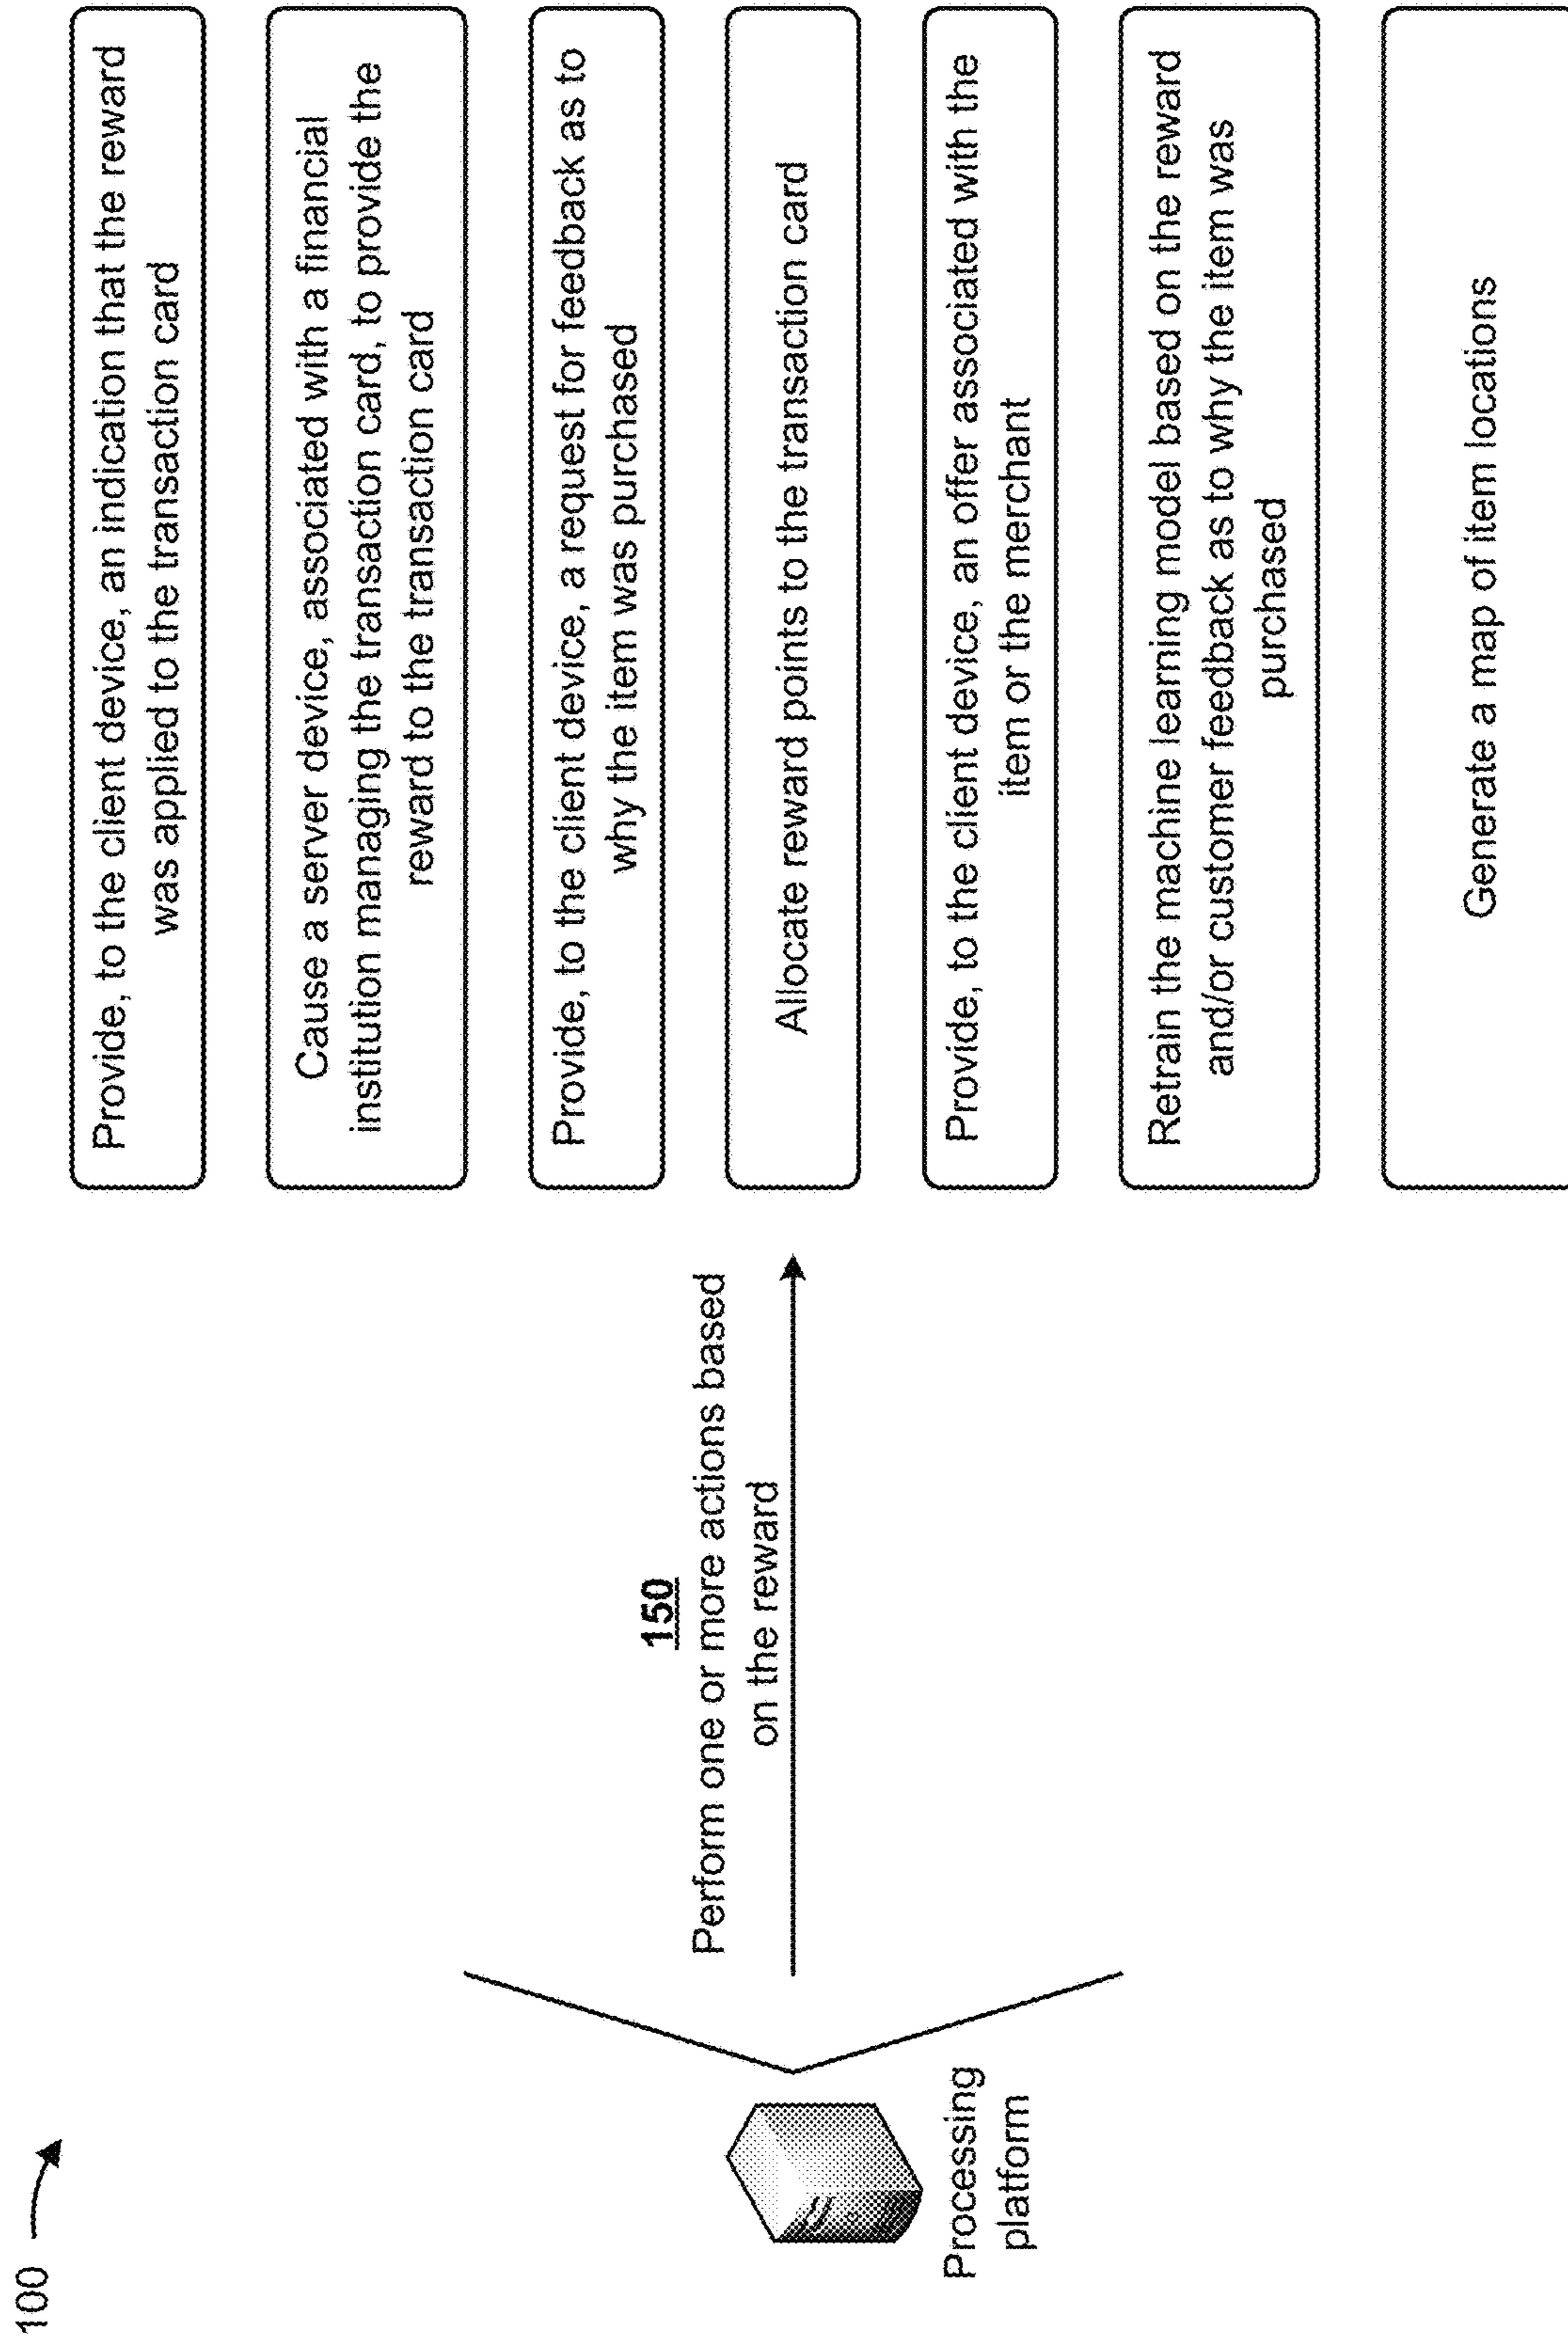 100
Processing
platform
150
Perform one or more actions based
on the reward
Provide, to the client device, an indication that the reward
was applied to the transaction card
Cause a server device, associated with a financial
institution managing the transaction card, to provide the
reward to the transaction card
Provide, to the client device, a request for feedback as to
why the item was purchased
Allocate reward points to the transaction card
Provide, to the client device, an offer associated with the
item or the merchant
Retrain the machine learning model based on the reward
and/or customer feedback as to why the item was
purchased
Generate a map of item locations